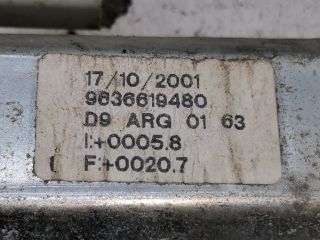 17/10/2001
9636619480
D9 ARG 01 63
I:+0005.8
F:+0020.7